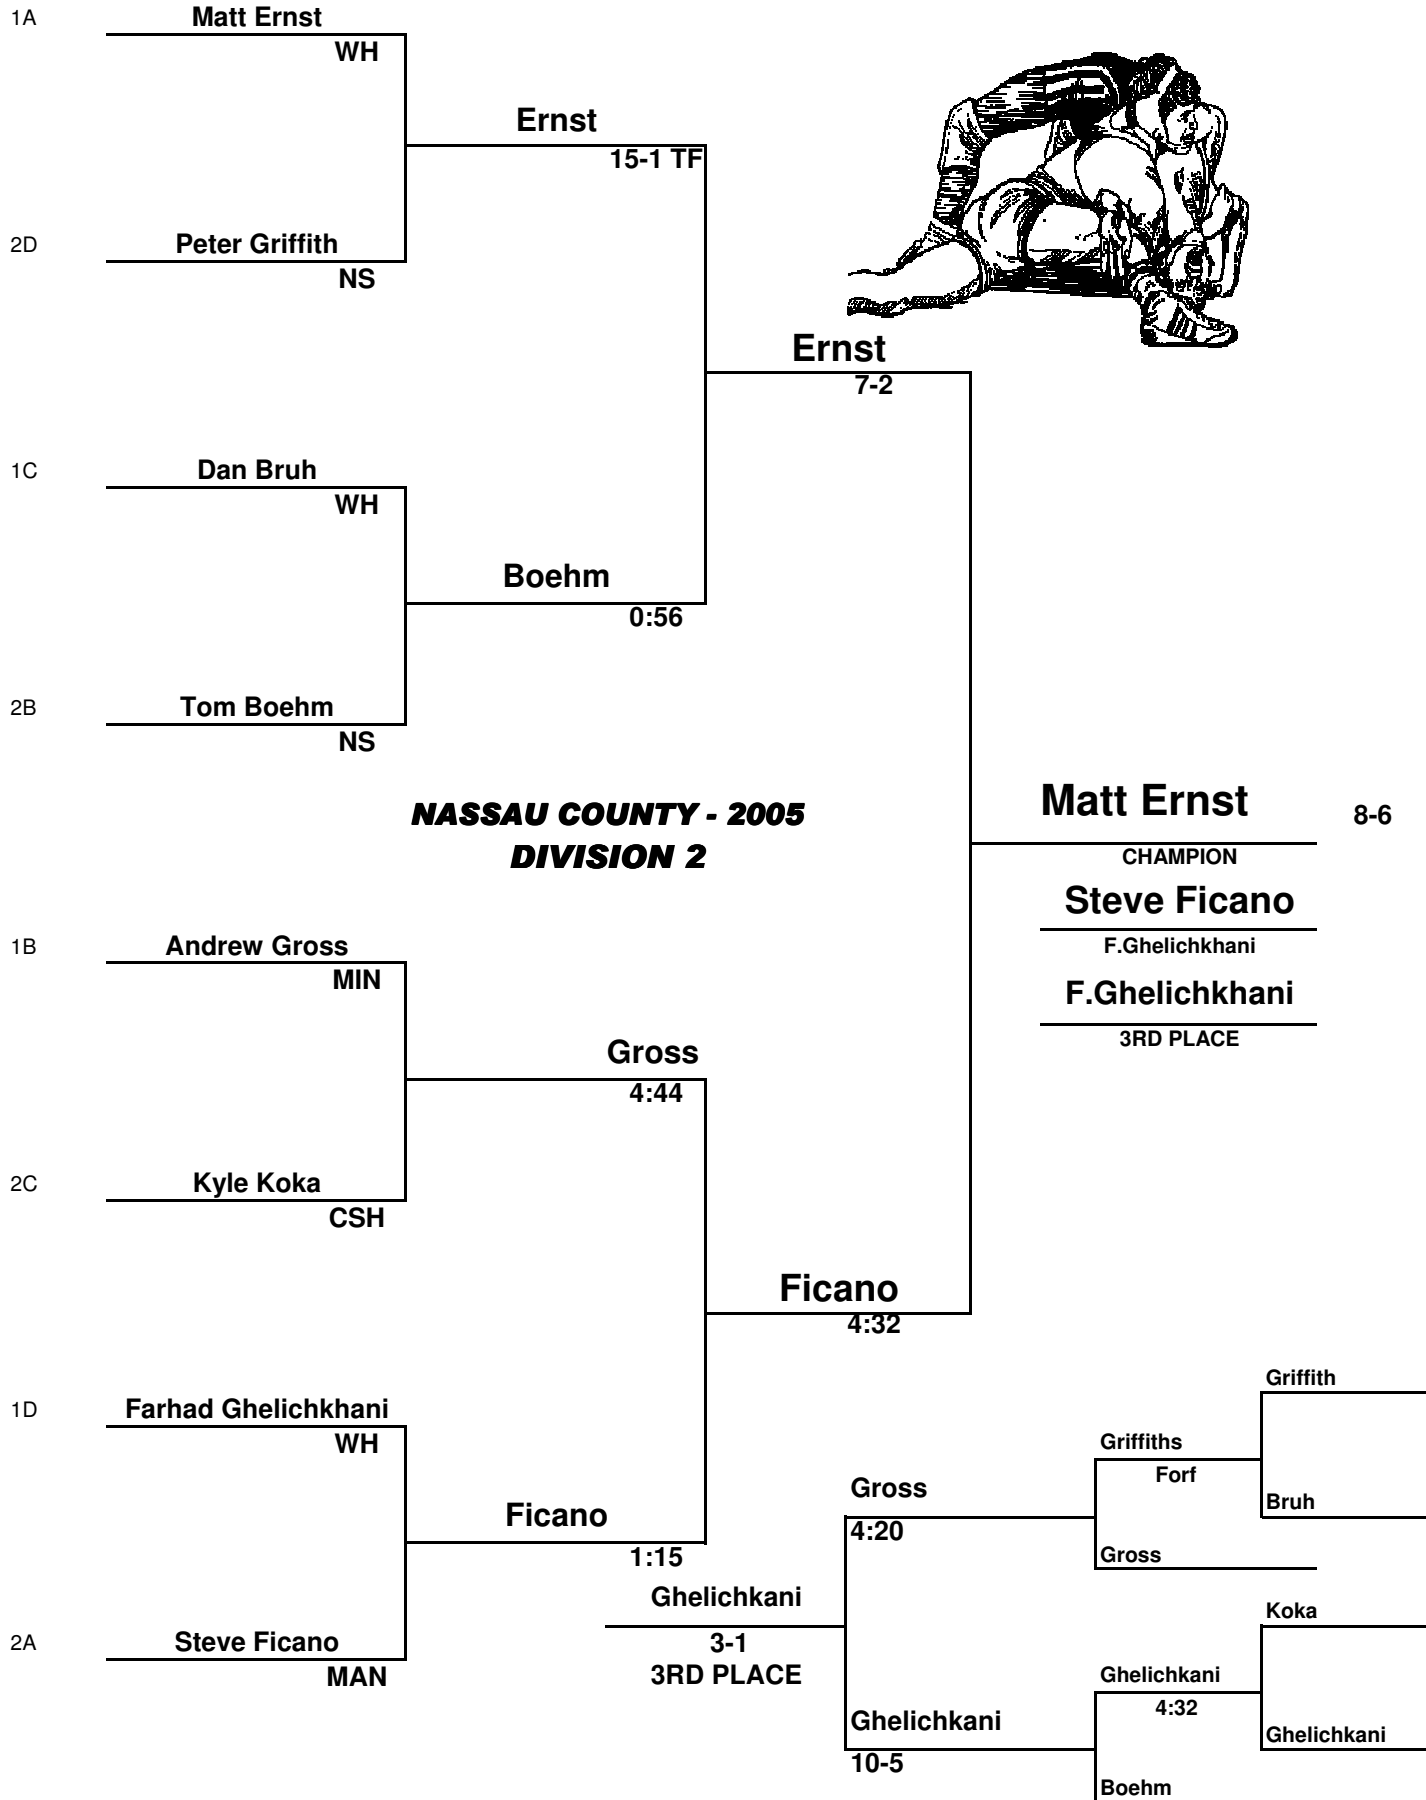 1A
Matt Ernst
WH
Ernst
15-1 TF
2D
Peter Griffith
NS
Ernst
7-2
1C
Dan Bruh
WH
Boehm
0:56
2B
Tom Boehm
NS
NASSAU COUNTY - 2005
DIVISION 2
Matt Ernst
8-6
CHAMPION
Steve Ficano
F.Ghelichkhani
F.Ghelichkhani
3RD PLACE
1B
Andrew Gross
MIN
Gross
4:44
2C
Kyle Koka
CSH
Ficano
4:32
1D
Farhad Ghelichkhani
WH
Ficano
1:15
2A
Steve Ficano
MAN
Griffith
Griffiths
Forf
Bruh
Gross
4:20
Gross
Ghelichkani
3-1
3RD PLACE
Koka
Ghelichkani
4:32
Ghelichkani
Ghelichkani
10-5
Boehm